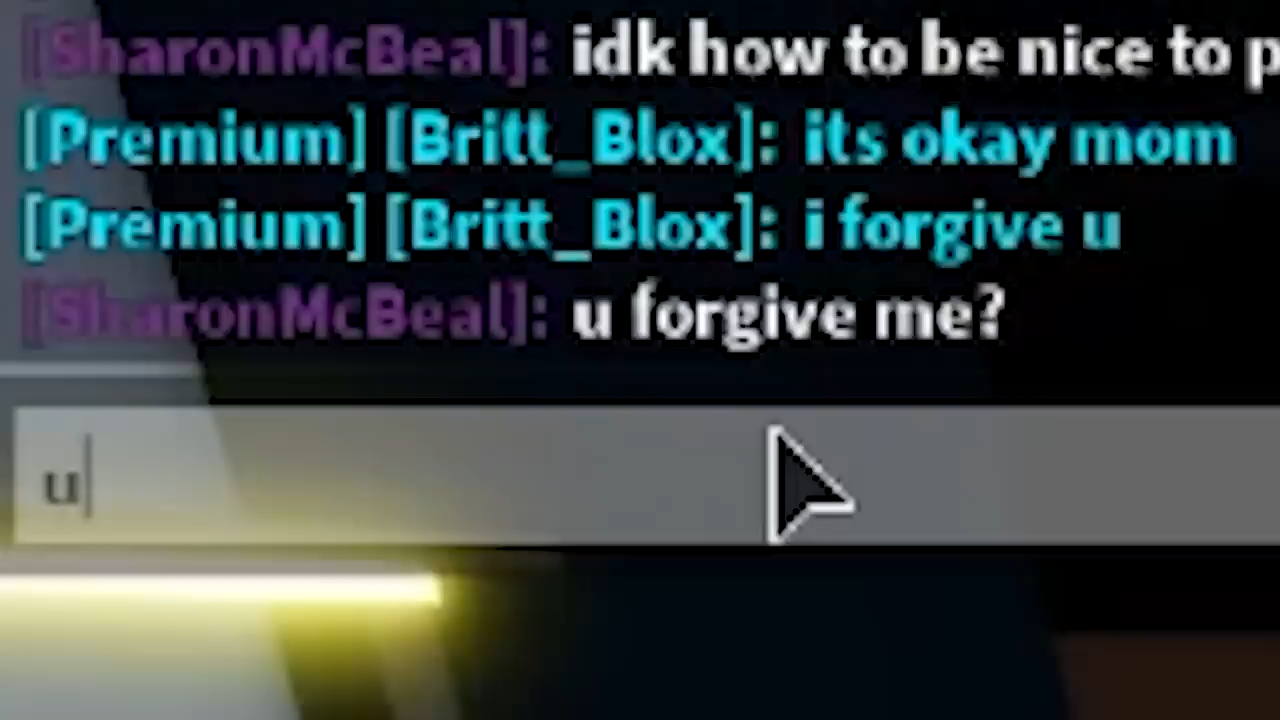 [SharonMcBeal]: idk how to be nice to p
[Premium] [Britt_Blox]: its okay mom
[Premium] [Britt_Blox]: i forgive u
[SharonMcBeal]: u forgive me?
u